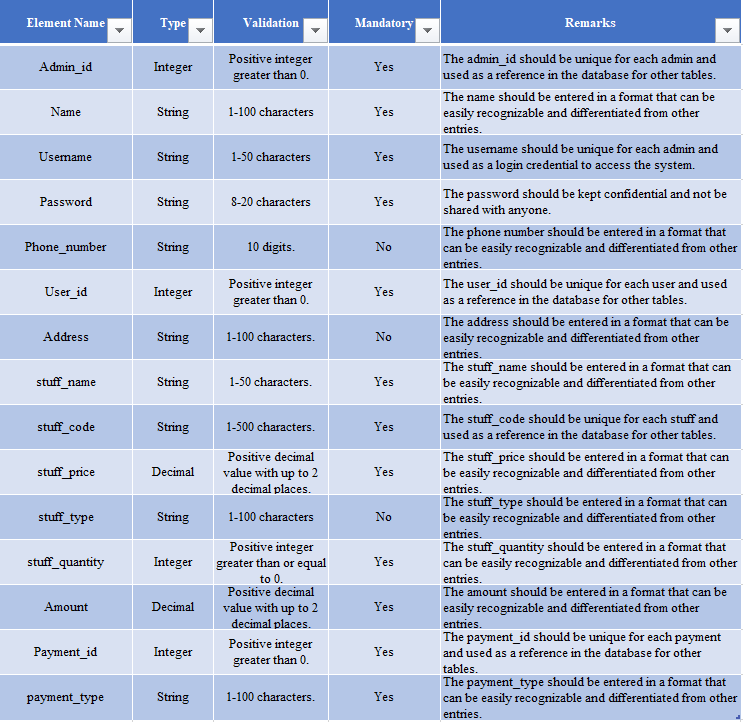 Element Name Type Validation Mandatory Remarks
Admin_id Integer Positive integer greater than 0. Yes The admin_id should be unique for each admin and used as a reference in the database for other tables.
Name String 1-100 characters Yes The name should be entered in a format that can be easily recognizable and differentiated from other entries.
Username String 1-50 characters Yes The username should be unique for each admin and used as a login credential to access the system.
Password String 8-20 characters Yes The password should be kept confidential and not be shared with anyone.
Phone_number String 10 digits. No The phone number should be entered in a format that can be easily recognizable and differentiated from other entries.
User_id Integer Positive integer greater than 0. Yes The user_id should be unique for each user and used as a reference in the database for other tables.
Address String 1-100 characters. No The address should be entered in a format that can be easily recognizable and differentiated from other entries.
stuff_name String 1-50 characters. Yes The stuff_name should be entered in a format that can be easily recognizable and differentiated from other entries.
stuff_code String 1-500 characters. Yes The stuff_code should be unique for each stuff and used as a reference in the database for other tables.
stuff_price Decimal Positive decimal value with up to 2 decimal places. Yes The stuff_price should be entered in a format that can be easily recognizable and differentiated from other entries.
stuff_type String 1-100 characters No The stuff_type should be entered in a format that can be easily recognizable and differentiated from other entries.
stuff_quantity Integer Positive integer greater than or equal to 0. Yes The stuff_quantity should be entered in a format that can be easily recognizable and differentiated from other entries.
Amount Decimal Positive decimal value with up to 2 decimal places. Yes The amount should be entered in a format that can be easily recognizable and differentiated from other entries.
Payment_id Integer Positive integer greater than 0. Yes The payment_id should be unique for each payment and used as a reference in the database for other tables.
payment_type String 1-100 characters. Yes The payment_type should be entered in a format that can be easily recognizable and differentiated from other entries.